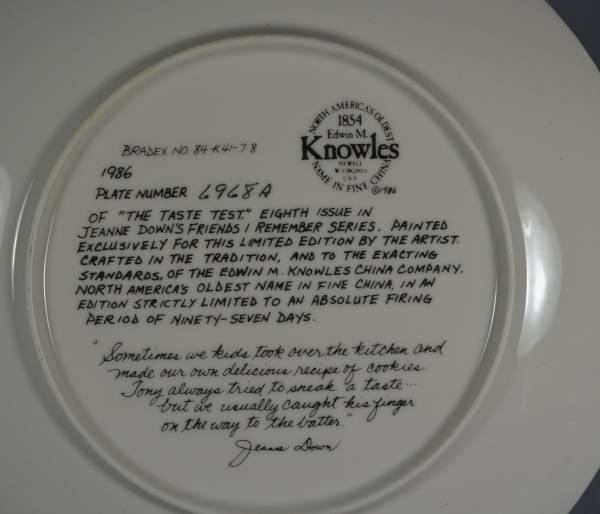 NORTH AMERICA'S OLDEST
1854
Edwin M.
Knowles
NEWELL
W. VIRGINIA
U.S.A.
NAME IN FINE CHINA
©1986
BRADEX NO. 84-K41-7.8
1986
PLATE NUMBER 6968A
OF "THE TASTE TEST," EIGHTH ISSUE IN
JEANNE DOWN'S FRIENDS I REMEMBER SERIES. PAINTED
EXCLUSIVELY FOR THIS LIMITED EDITION BY THE ARTIST.
CRAFTED IN THE TRADITION, AND TO THE EXACTING
STANDARDS, OF THE EDWIN M. KNOWLES CHINA COMPANY,
NORTH AMERICA'S OLDEST NAME IN FINE CHINA, IN AN
EDITION STRICTLY LIMITED TO AN ABSOLUTE FIRING
PERIOD OF NINETY-SEVEN DAYS.
"Sometimes we kids took over the kitchen and
made our own delicious recipe of cookies.
Tony always tried to sneak a taste...
but we usually caught his finger
on the way to the batter."
Jeanne Down